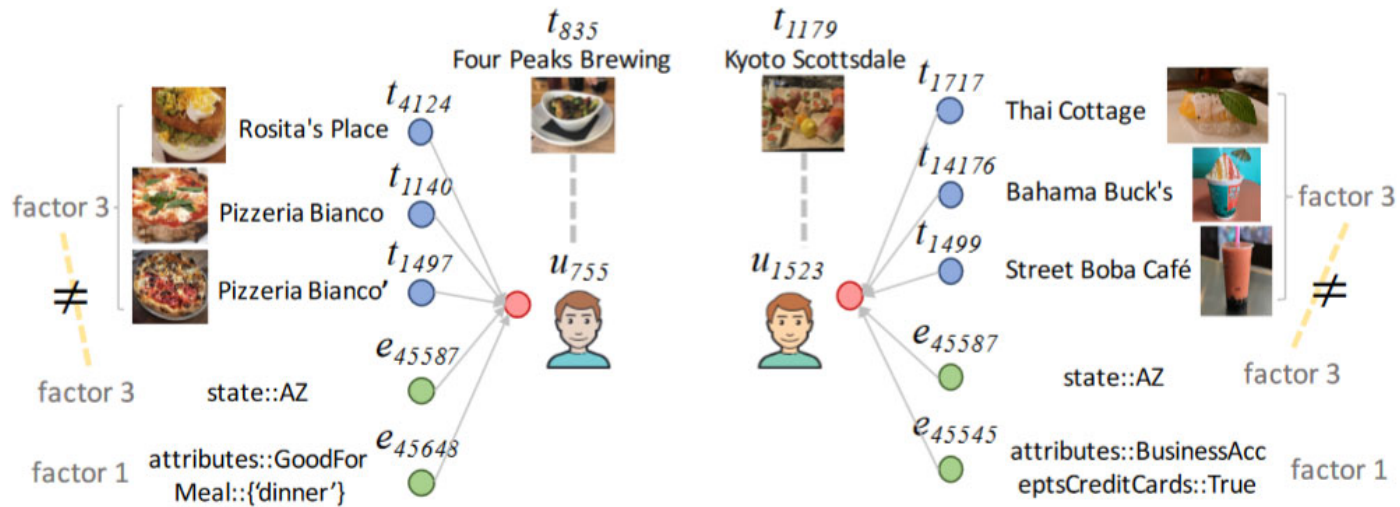 t835
Four Peaks Brewing
t4124
Rosita's Place
t1140
Pizzeria Bianco
factor 3
t1497
Pizzeria Bianco’
u755
≠
e45587
factor 3
state::AZ
e45648
factor 1
attributes::GoodFor
Meal::{‘dinner’}
t1179
Kyoto Scottsdale
t1717
Thai Cottage
t14176
Bahama Buck's
factor 3
t1499
Street Boba Café
u1523
≠
e45587
state::AZ
factor 3
e45545
attributes::BusinessAcc
eptsCreditCards::True
factor 1